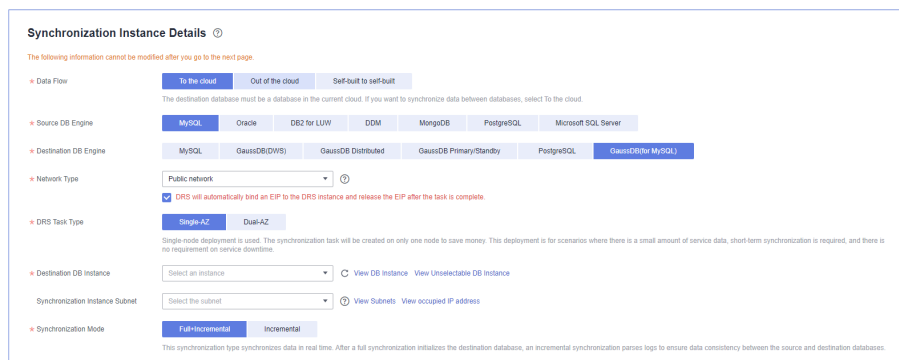 Synchronization Instance Details ?
The following information cannot be modified after you go to the next page.
* Data Flow To the cloud Out of the cloud Self-built to self-built
The destination database must be a database in the current cloud. If you want to synchronize data between databases, select To the cloud.
* Source DB Engine MySQL Oracle DB2 for LUW DDM MongoDB PostgreSQL Microsoft SQL Server
* Destination DB Engine MySQL GaussDB(DWS) GaussDB Distributed GaussDB Primary/Standby PostgreSQL GaussDB(for MySQL)
* Network Type Public network ?
DRS will automatically bind an EIP to the DRS instance and release the EIP after the task is complete.
* DRS Task Type Single-AZ Dual-AZ
Single-node deployment is used. The synchronization task will be created on only one node to save money. This deployment is for scenarios where there is a small amount of service data, short-term synchronization is required, and there is
no requirement on service downtime.
* Destination DB Instance Select an instance View DB Instance View Unselectable DB Instance
Synchronization Instance Subnet Select the subnet ? View Subnets View occupied IP address
* Synchronization Mode Full+Incremental Incremental
This synchronization type synchronizes data in real time. After a full synchronization initializes the destination database, an incremental synchronization parses logs to ensure data consistency between the source and destination databases.